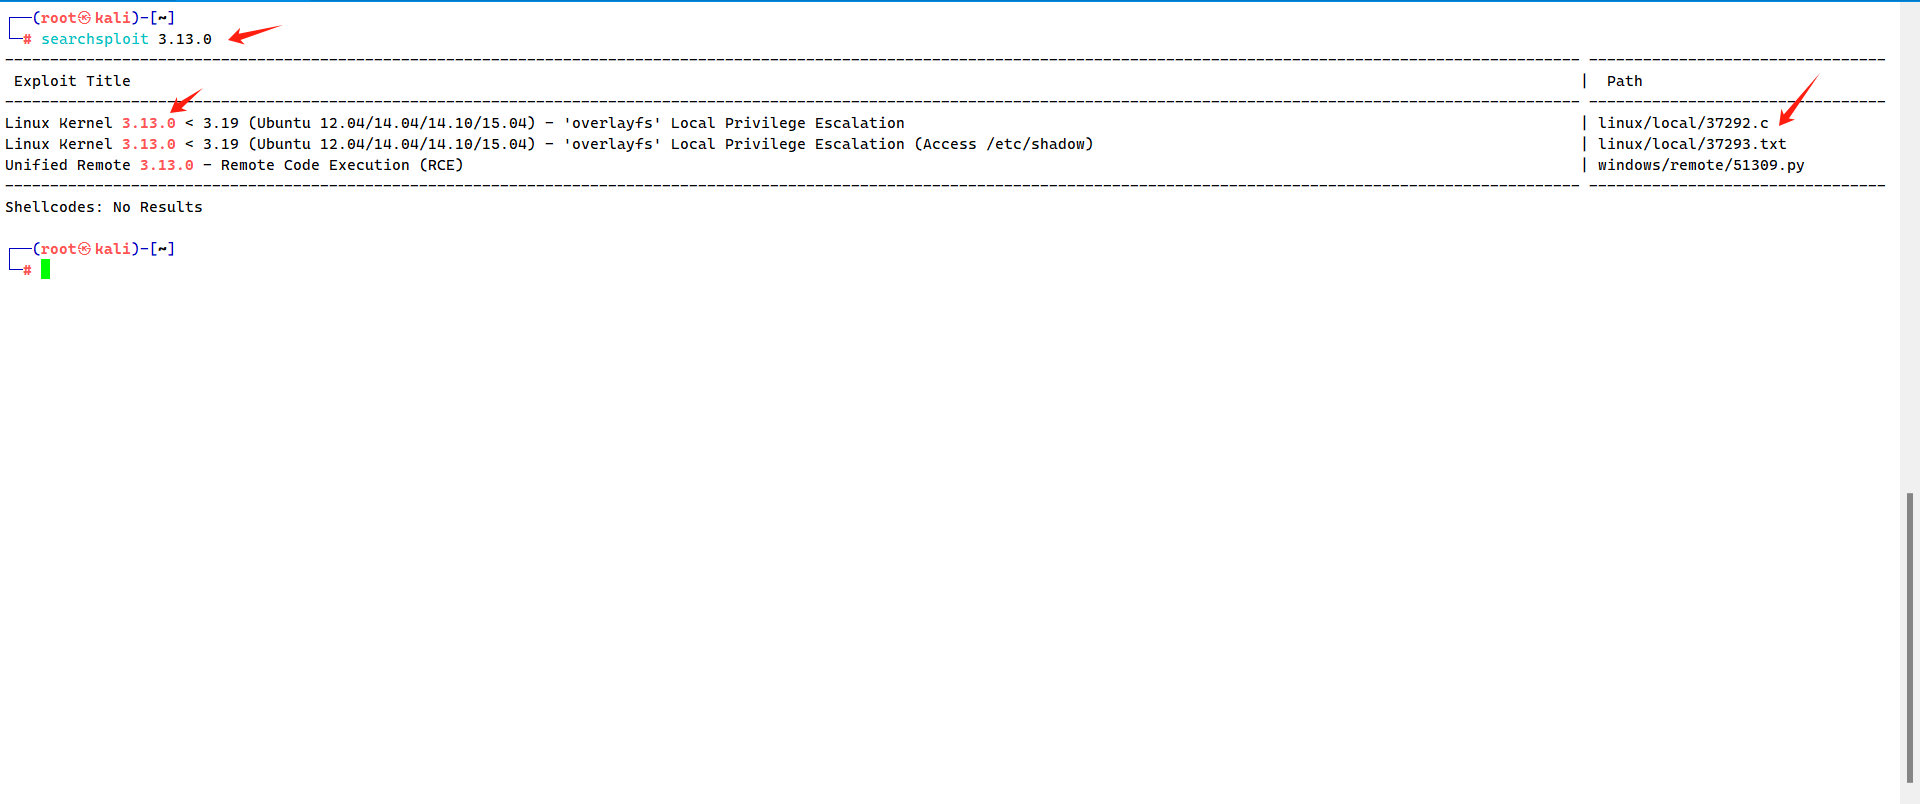 ┌──(root㉿kali)-[~]
└─# searchsploit 3.13.0
Exploit Title | Path
Linux Kernel 3.13.0 < 3.19 (Ubuntu 12.04/14.04/14.10/15.04) - 'overlayfs' Local Privilege Escalation | linux/local/37292.c
Linux Kernel 3.13.0 < 3.19 (Ubuntu 12.04/14.04/14.10/15.04) - 'overlayfs' Local Privilege Escalation (Access /etc/shadow) | linux/local/37293.txt
Unified Remote 3.13.0 - Remote Code Execution (RCE) | windows/remote/51309.py
Shellcodes: No Results
┌──(root㉿kali)-[~]
└─#